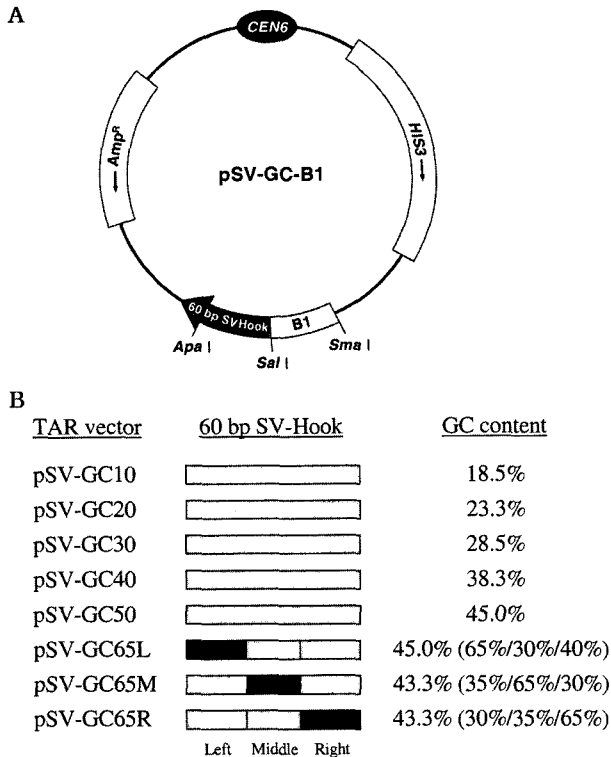 A
CEN6
Amp^R
HIS3
pSV-GC-B1
60 bp SV Hook
B1
Apa I
Sal I
Sma I
B
TAR vector 60 bp SV-Hook GC content
pSV-GC10 18.5%
pSV-GC20 23.3%
pSV-GC30 28.5%
pSV-GC40 38.3%
pSV-GC50 45.0%
pSV-GC65L 45.0% (65%/30%/40%)
pSV-GC65M 43.3% (35%/65%/30%)
pSV-GC65R 43.3% (30%/35%/65%)
Left Middle Right